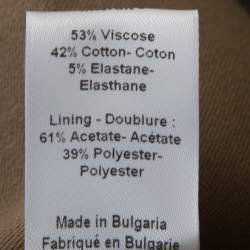 53% Viscose
42% Cotton- Coton
5% Elastane-
Elasthane
Lining - Doublure :
61% Acetate- Acétate
39% Polyester-
Polyester
Made in Bulgaria
Fabriqué en Bulgarie